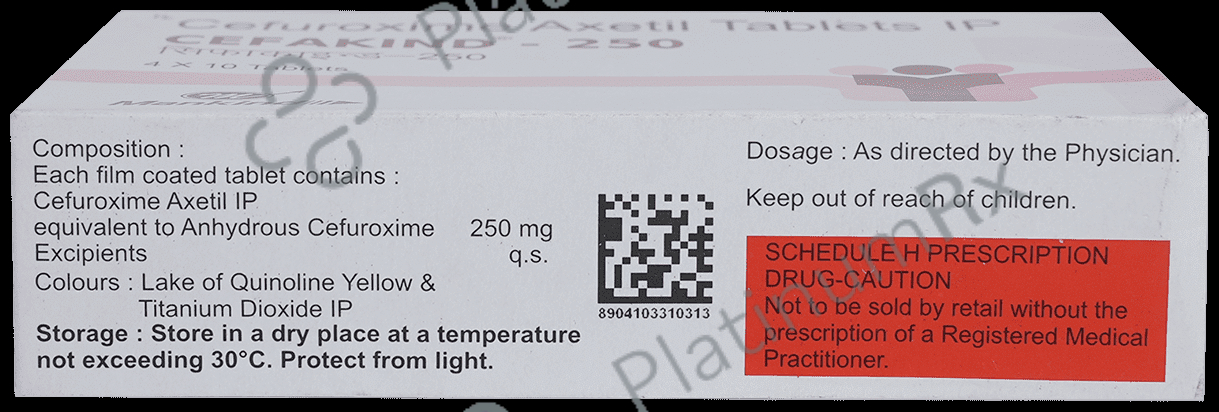 Cefuroxime Axetil Tablets IP
CEFAKIND - 250
4 X 10 Tablets
Mankind
Composition :
Each film coated tablet contains :
Cefuroxime Axetil IP
equivalent to Anhydrous Cefuroxime 250 mg
Excipients q.s.
Colours : Lake of Quinoline Yellow &
Titanium Dioxide IP
Storage : Store in a dry place at a temperature
not exceeding 30°C. Protect from light.
8904103310313
Dosage : As directed by the Physician.
Keep out of reach of children.
SCHEDULE H PRESCRIPTION
DRUG-CAUTION
Not to be sold by retail without the
prescription of a Registered Medical
Practitioner.
PlatinumRx